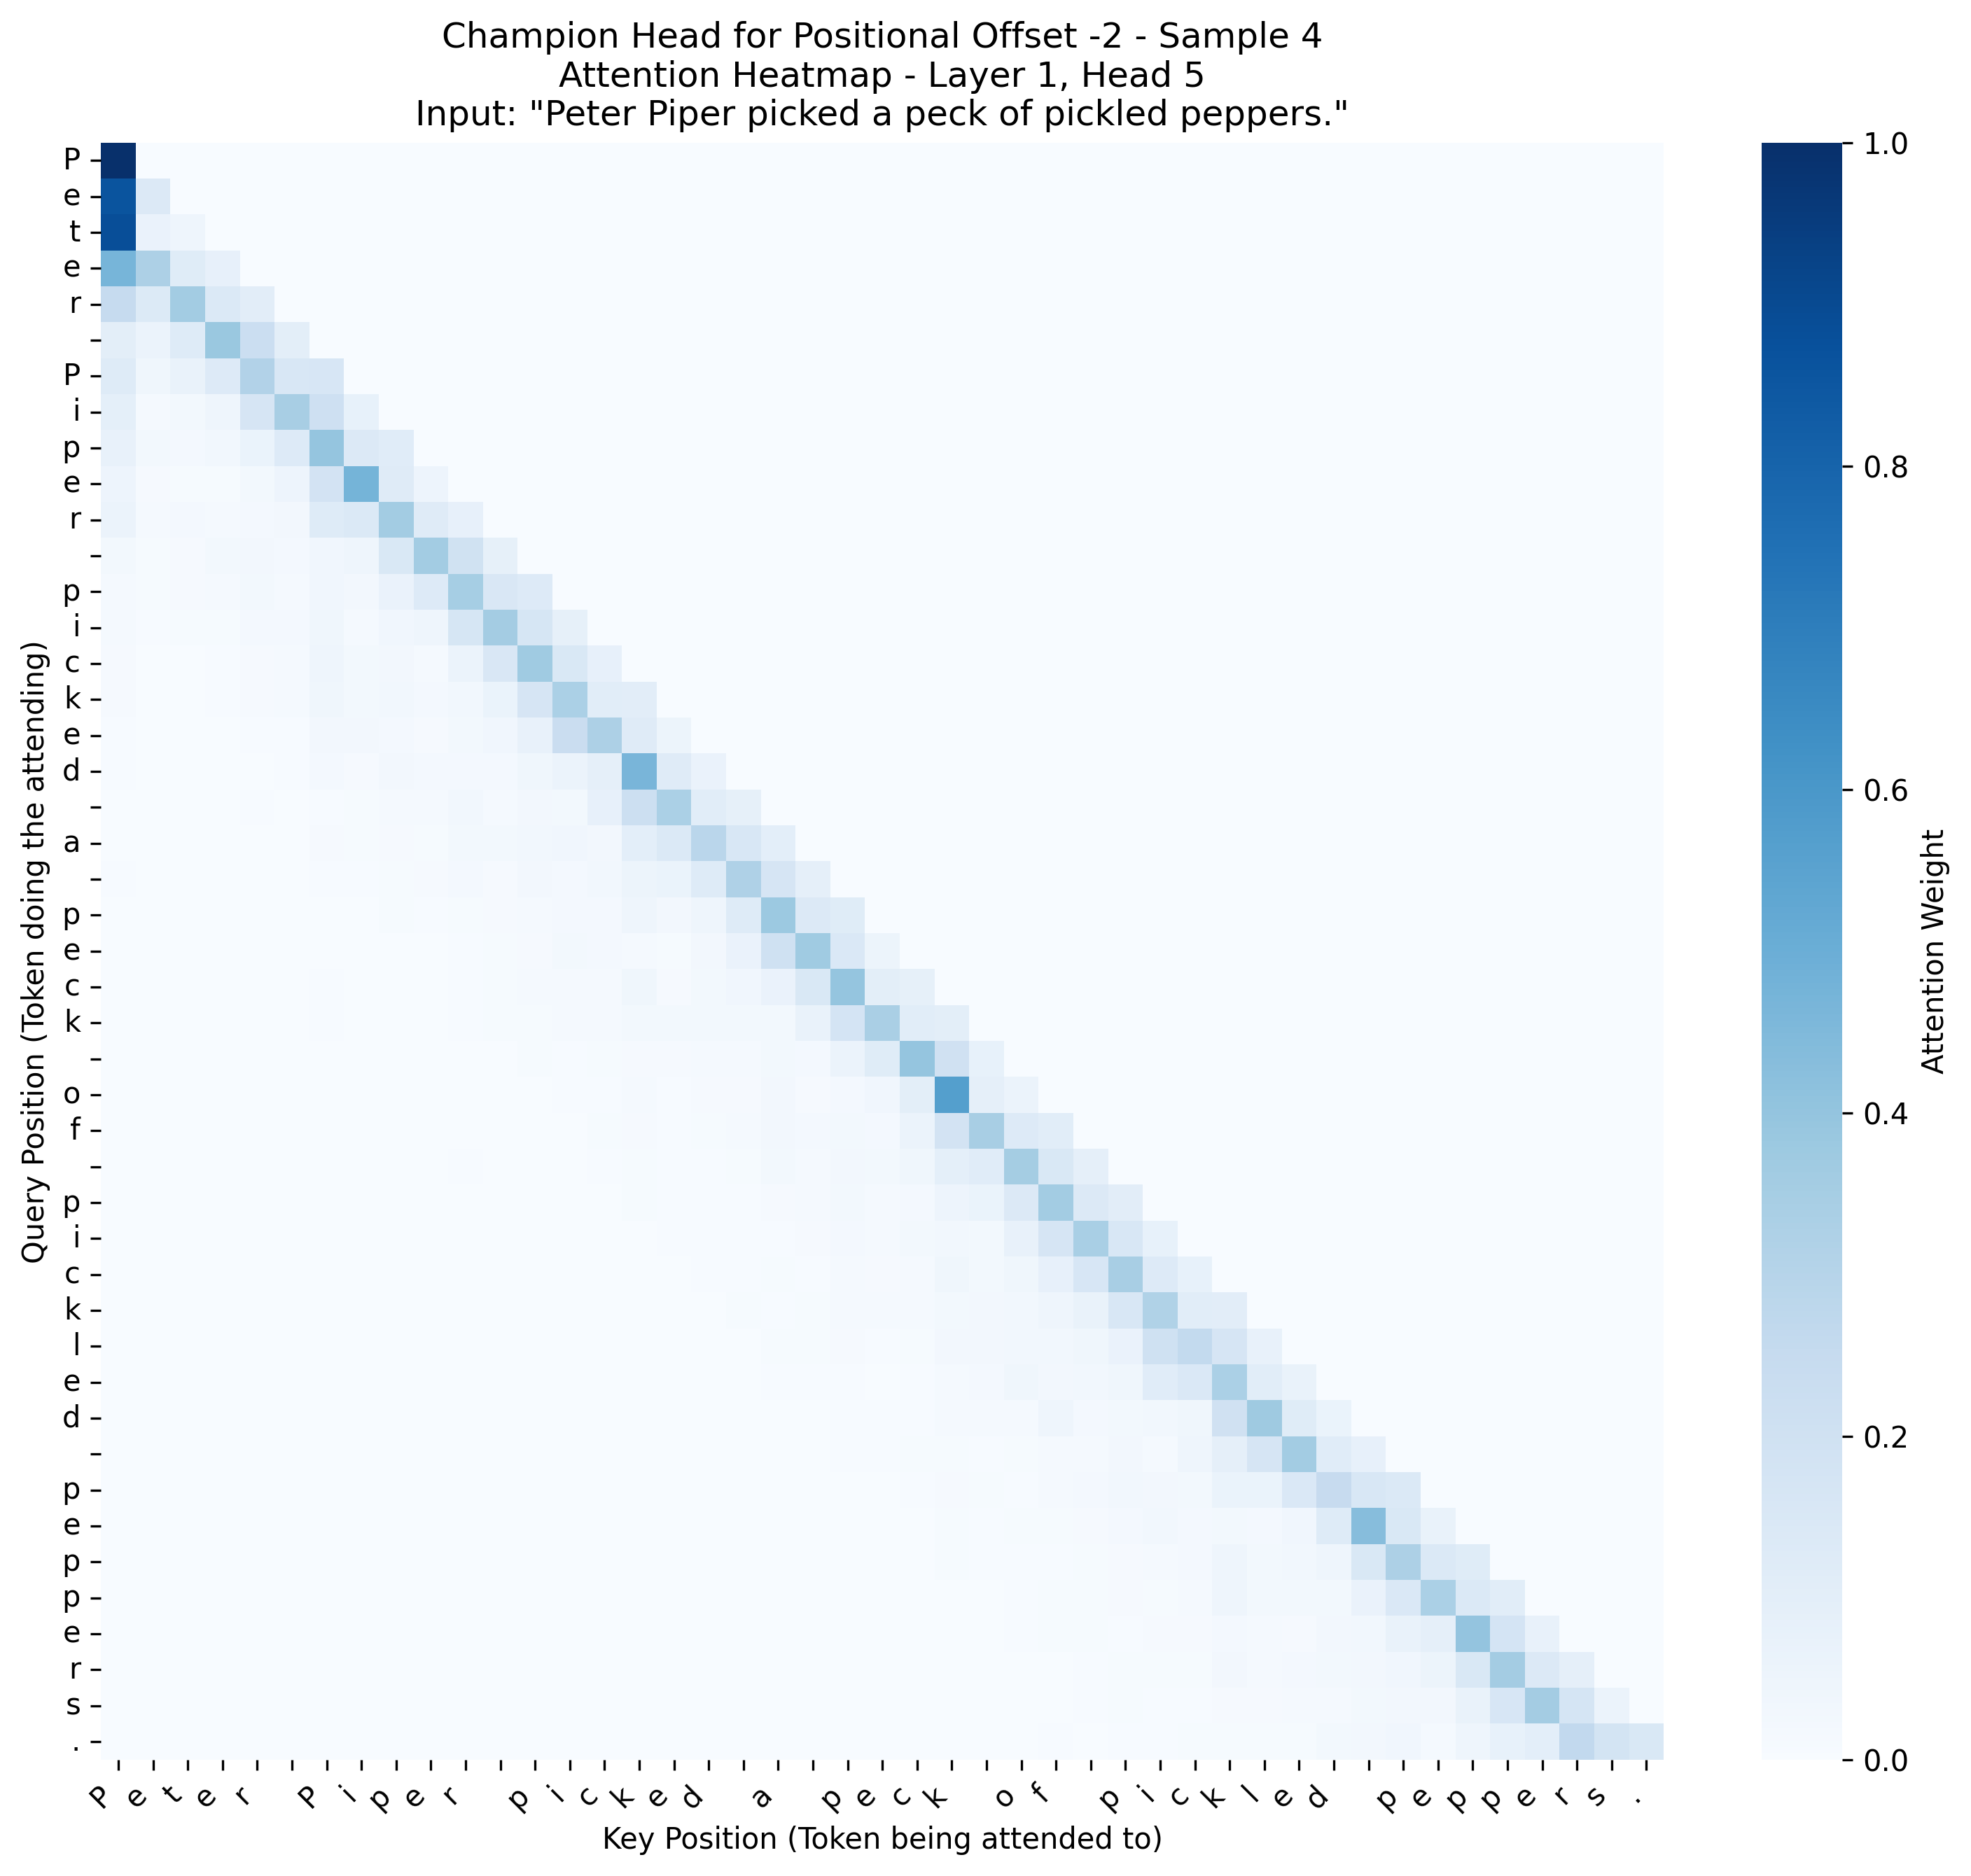 Champion Head for Positional Offset -2 - Sample 4
Attention Heatmap - Layer 1, Head 5
Input: "Peter Piper picked a peck of pickled peppers."
P
e
t
e
r
P
i
p
e
r
p
i
c
k
e
d
a
p
e
c
k
o
f
p
i
c
k
l
e
d
p
e
p
p
e
r
s
.
Query Position (Token doing the attending)
P e t e r P i p e r p i c k e d a p e c k o f p i c k l e d p e p p e r s .
Key Position (Token being attended to)
1.0
0.8
0.6
0.4
0.2
0.0
Attention Weight